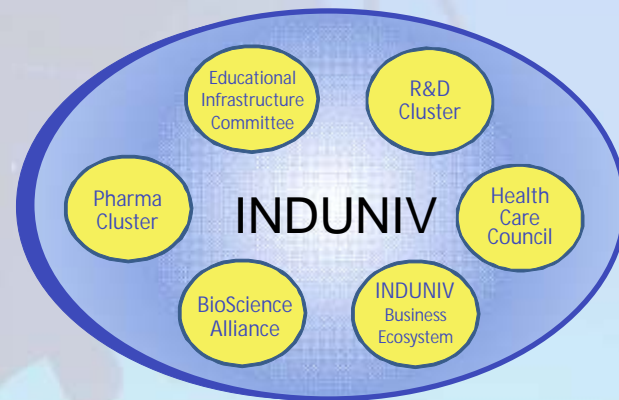 Educational
Infrastructure
Committee
R&D
Cluster
Pharma
Cluster
INDUNIV
Health
Care
Council
BioScience
Alliance
INDUNIV
Business
Ecosystem